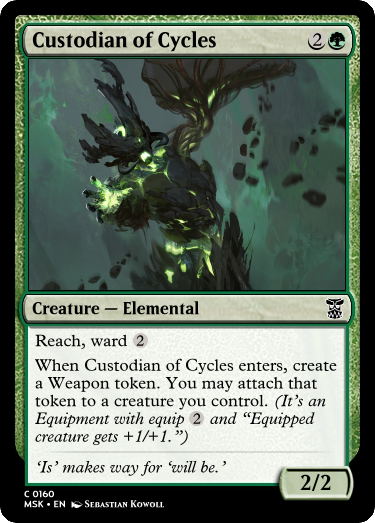 Custodian of Cycles 2
Creature — Elemental
Reach, ward 2
When Custodian of Cycles enters, create
a Weapon token. You may attach that
token to a creature you control. (It's an
Equipment with equip 2 and “Equipped
creature gets +1/+1.”)
‘Is’ makes way for ‘will be.’
2/2
C 0160
MSK • EN Sebastian Kowoll